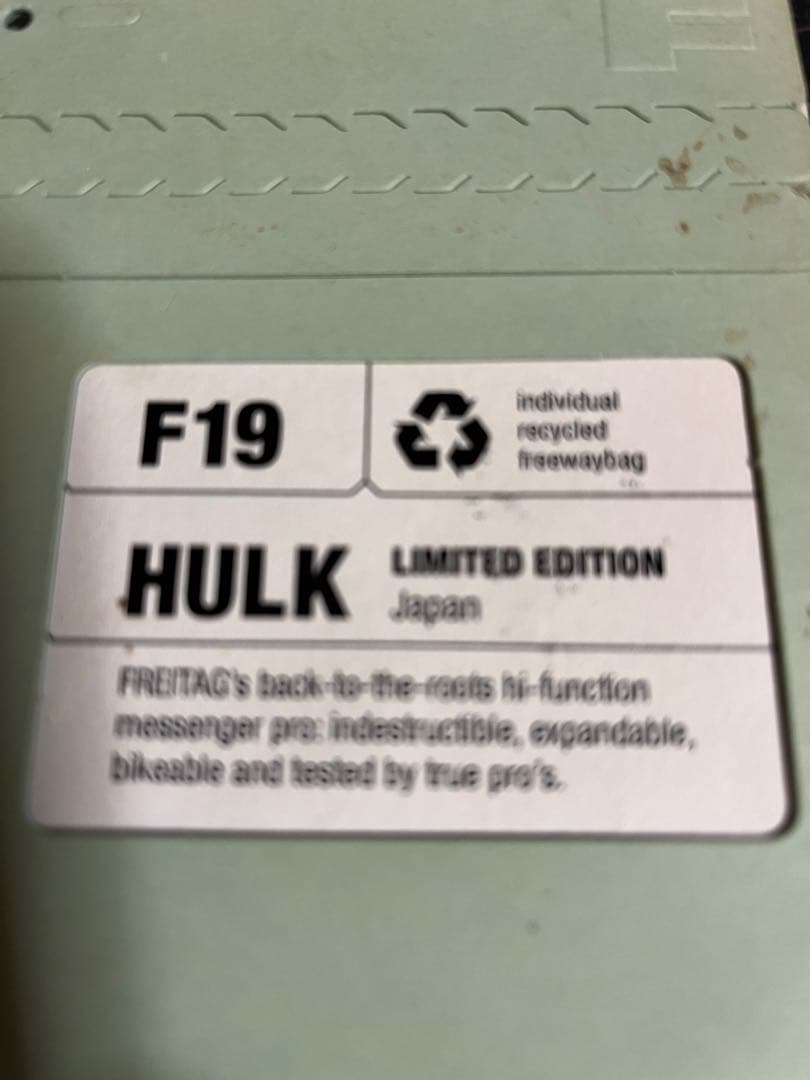 F19
individual
recycled
freewaybag
HULK
LIMITED EDITION
Japan
FREITAG's back-to-the-roots hi-function
messenger pro: indestructible, expandable,
bikeable and tested by true pro's.